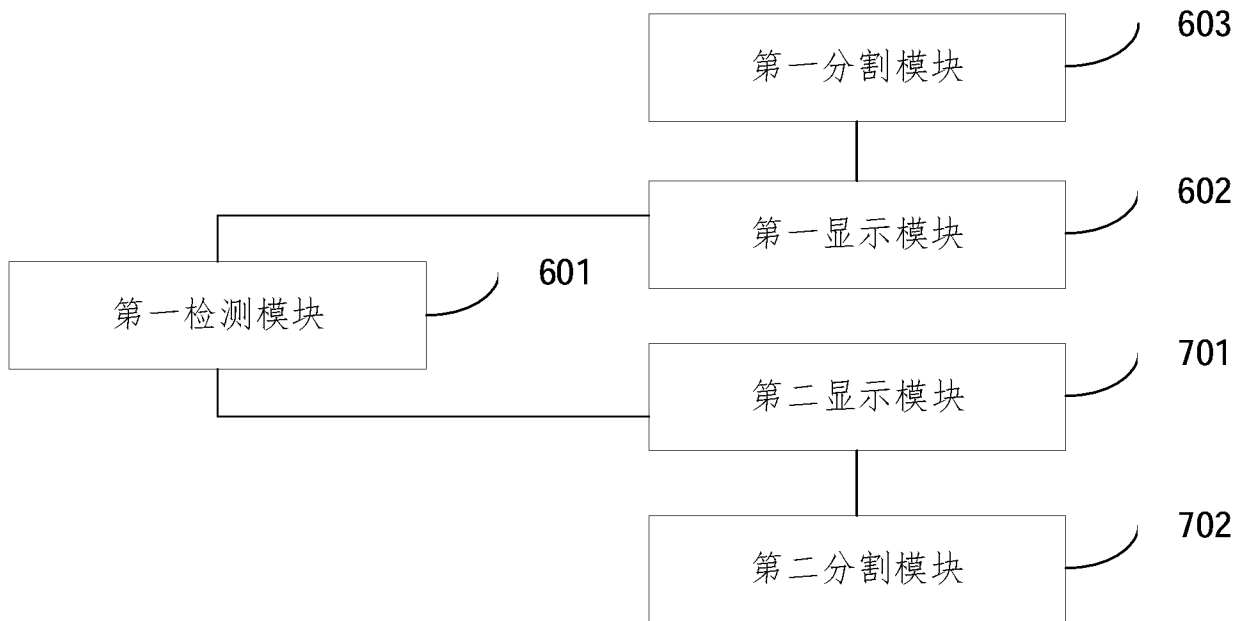 603
第一分割模块
602
第一显示模块
601
第一检测模块
701
第二显示模块
702
第二分割模块